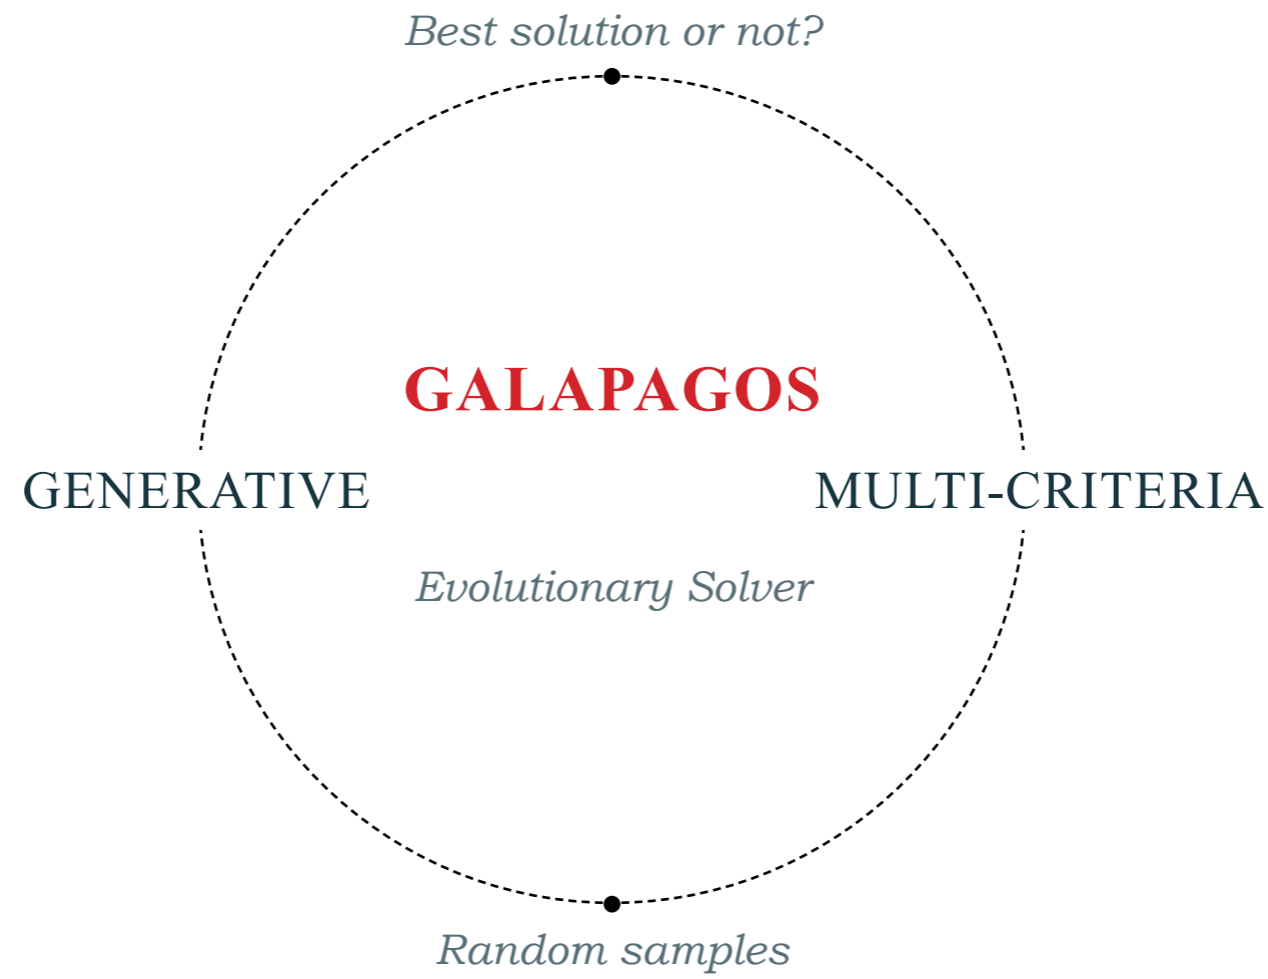 Best solution or not?
GALAPAGOS
GENERATIVE
MULTI-CRITERIA
Evolutionary Solver
Random samples